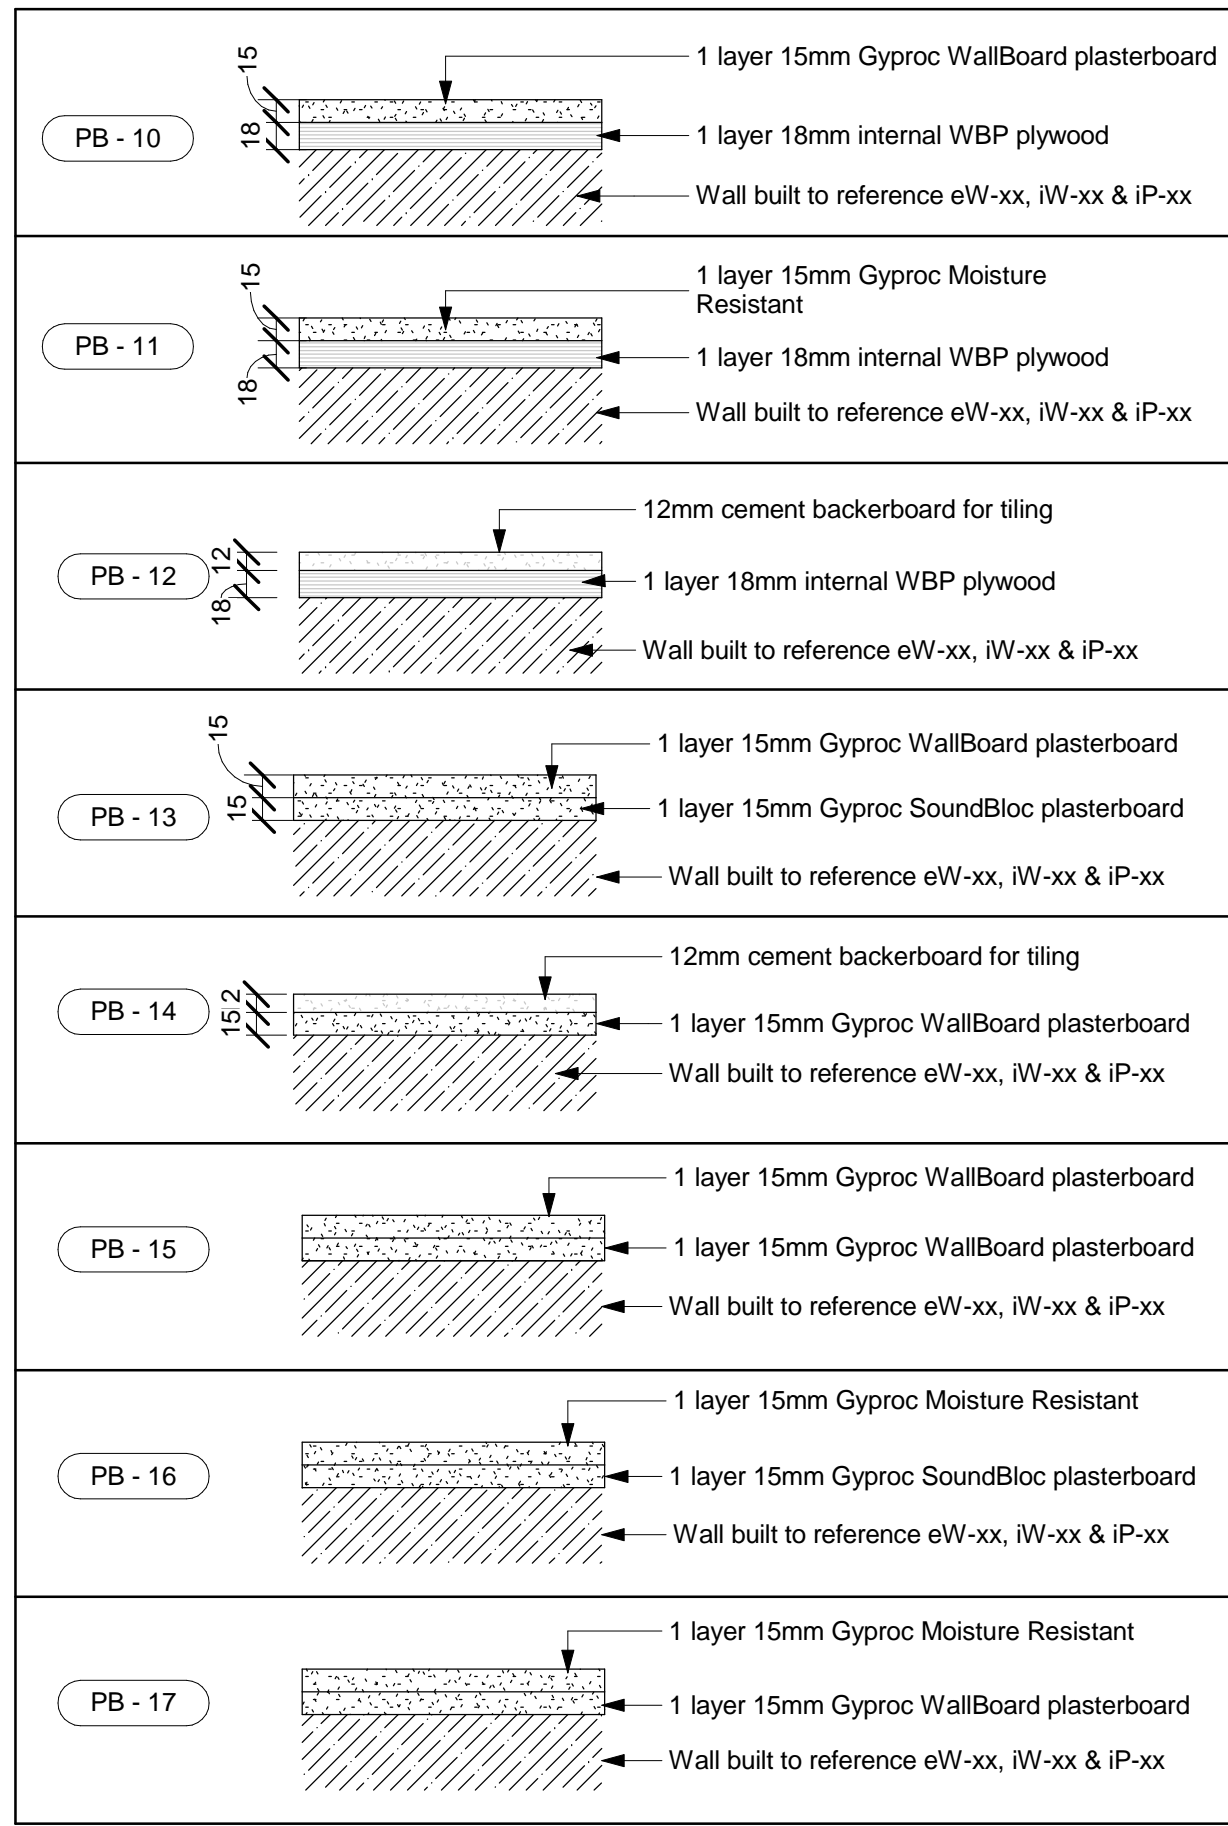 15
18
PB - 10
1 layer 15mm Gyproc WallBoard plasterboard
1 layer 18mm internal WBP plywood
Wall built to reference eW-xx, iW-xx & iP-xx
15
18
PB - 11
1 layer 15mm Gyproc Moisture
Resistant
1 layer 18mm internal WBP plywood
Wall built to reference eW-xx, iW-xx & iP-xx
12
18
PB - 12
12mm cement backerboard for tiling
1 layer 18mm internal WBP plywood
Wall built to reference eW-xx, iW-xx & iP-xx
15
15
PB - 13
1 layer 15mm Gyproc WallBoard plasterboard
1 layer 15mm Gyproc SoundBloc plasterboard
Wall built to reference eW-xx, iW-xx & iP-xx
12
15
PB - 14
12mm cement backerboard for tiling
1 layer 15mm Gyproc WallBoard plasterboard
Wall built to reference eW-xx, iW-xx & iP-xx
PB - 15
1 layer 15mm Gyproc WallBoard plasterboard
1 layer 15mm Gyproc WallBoard plasterboard
Wall built to reference eW-xx, iW-xx & iP-xx
PB - 16
1 layer 15mm Gyproc Moisture Resistant
1 layer 15mm Gyproc SoundBloc plasterboard
Wall built to reference eW-xx, iW-xx & iP-xx
PB - 17
1 layer 15mm Gyproc Moisture Resistant
1 layer 15mm Gyproc WallBoard plasterboard
Wall built to reference eW-xx, iW-xx & iP-xx